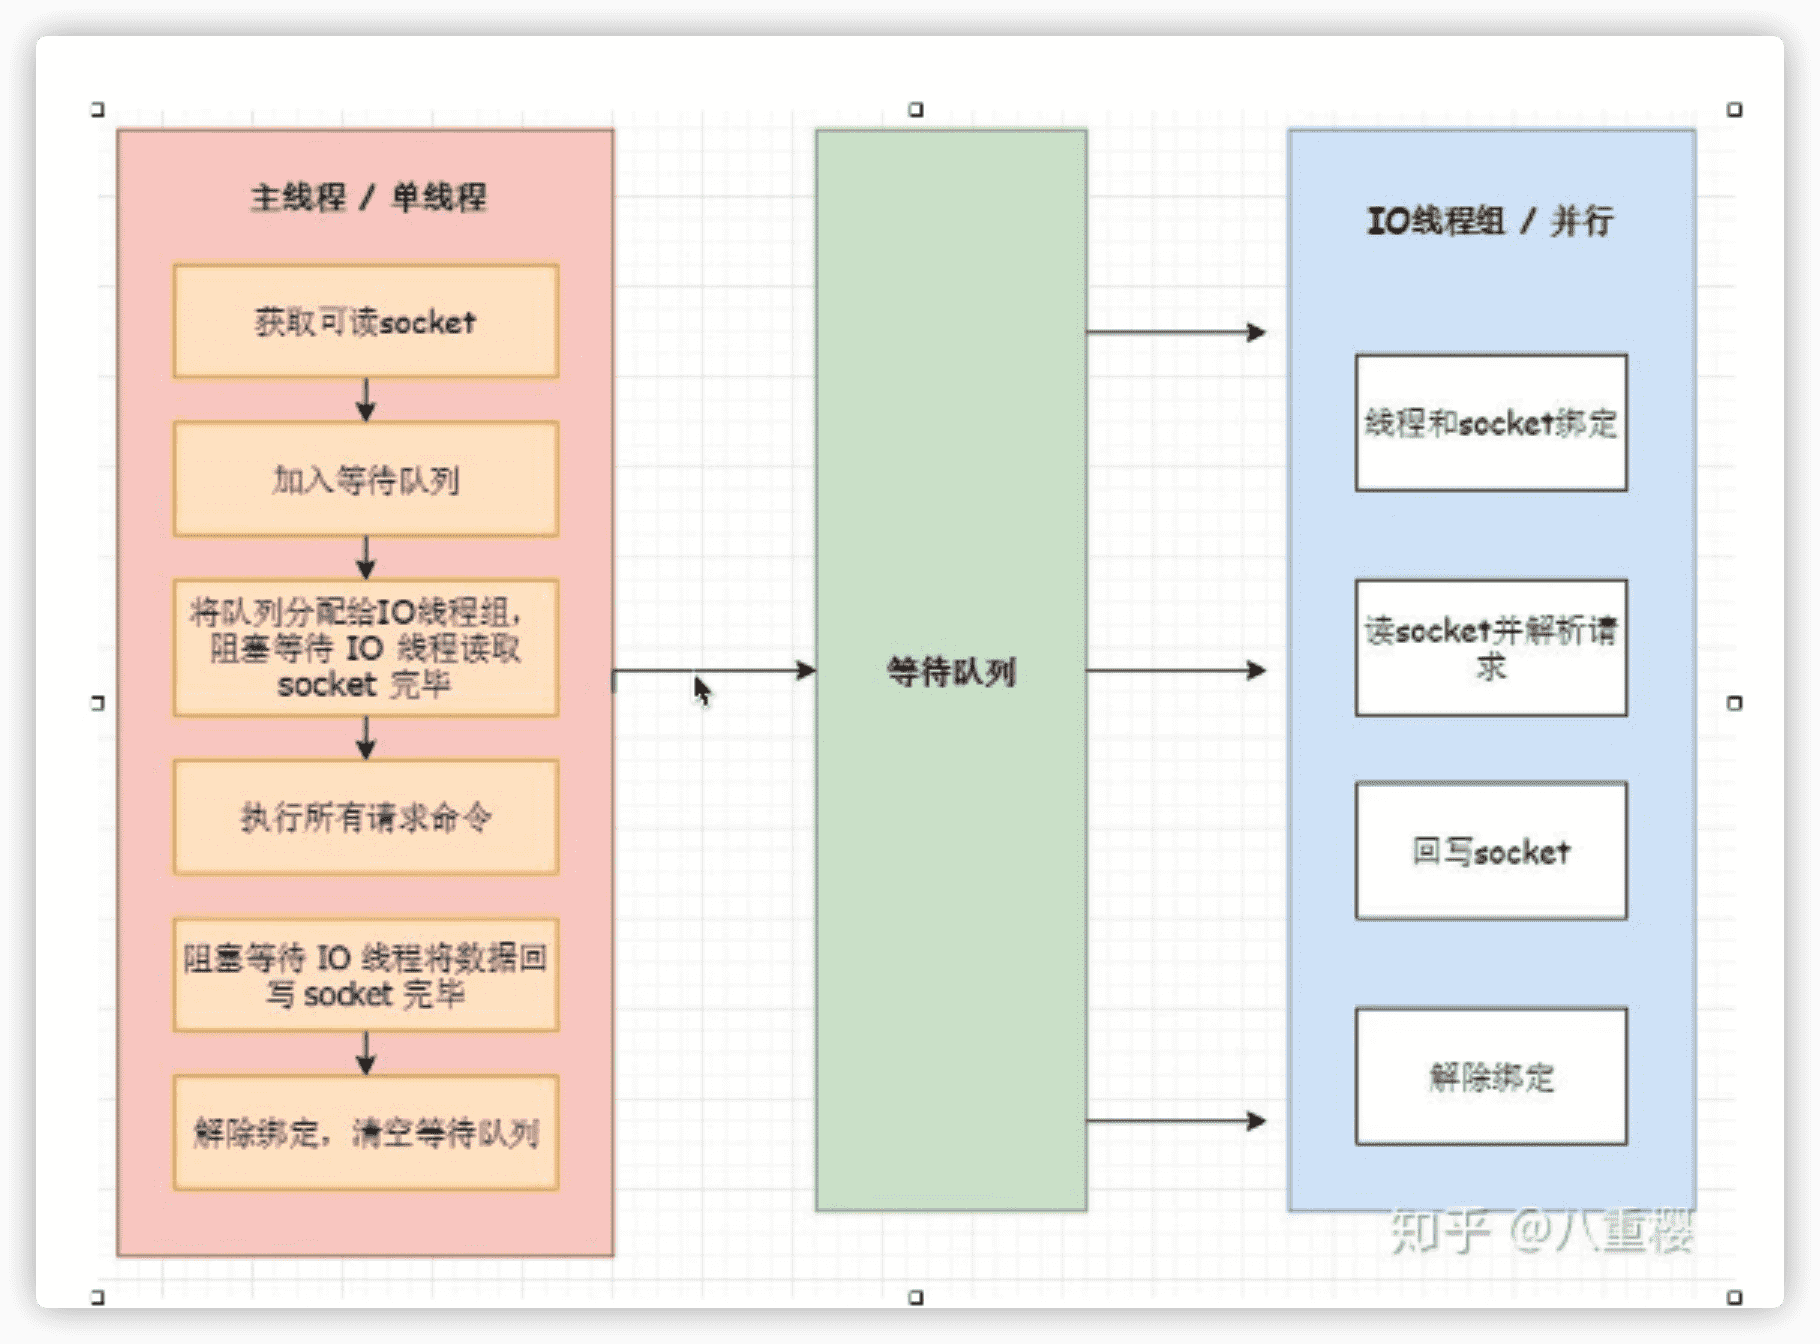 主线程 / 单线程
获取可读socket
加入等待队列
将队列分配给IO线程组，
阻塞等待 IO 线程读取
socket 完毕
执行所有请求命令
阻塞等待 IO 线程将数据回
写 socket 完毕
解除绑定，清空等待队列
等待队列
IO线程组 / 并行
线程和socket绑定
读socket并解析请
求
回写socket
解除绑定
知乎 @八重樱